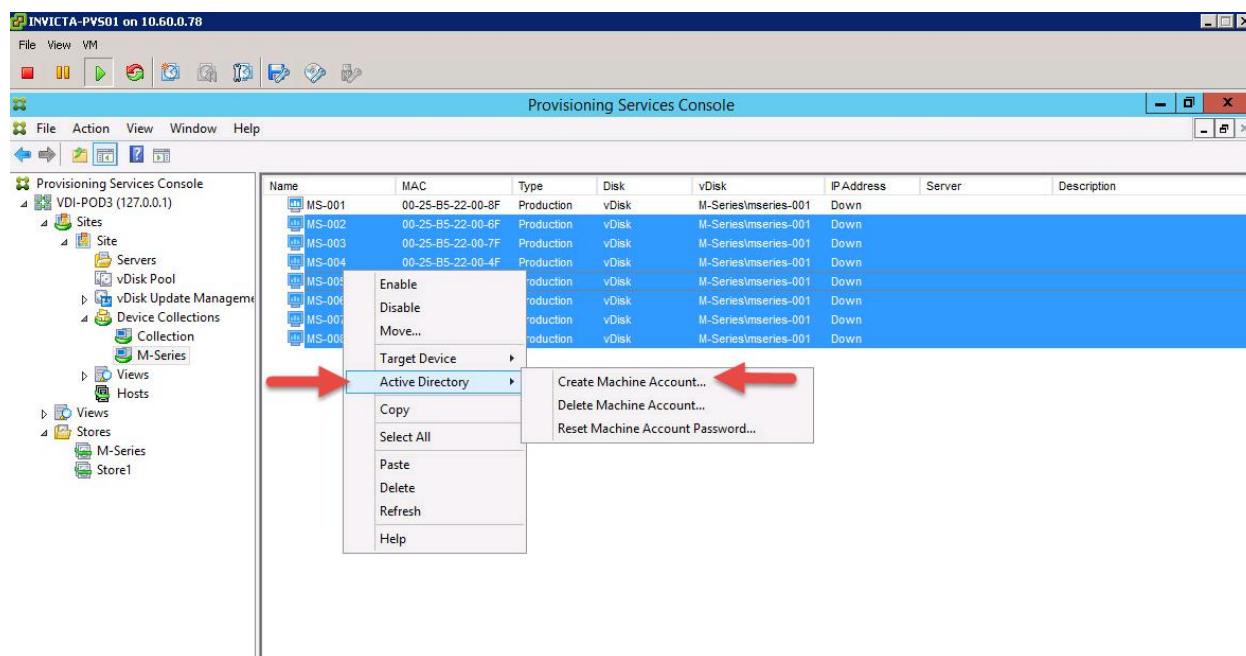 INVICTA-PVS01 on 10.60.0.78
File View VM
Provisioning Services Console
File Action View Window Help
Provisioning Services Console
VDI-POD3 (127.0.0.1)
Sites
Site
Servers
vDisk Pool
vDisk Update Manageme
Device Collections
Collection
M-Series
Views
Hosts
Views
Stores
M-Series
Store1
Name MAC Type Disk vDisk IP Address Server Description
MS-001 00-25-B5-22-00-8F Production vDisk M-Series\mseries-001 Down
MS-002 00-25-B5-22-00-6F Production vDisk M-Series\mseries-001 Down
MS-003 00-25-B5-22-00-7F Production vDisk M-Series\mseries-001 Down
MS-004 00-25-B5-22-00-4F Production vDisk M-Series\mseries-001 Down
MS-005 roduction vDisk M-Series\mseries-001 Down
MS-006 roduction vDisk M-Series\mseries-001 Down
MS-007 roduction vDisk M-Series\mseries-001 Down
MS-008 roduction vDisk M-Series\mseries-001 Down
Enable
Disable
Move...
Target Device
Active Directory
Copy
Select All
Paste
Delete
Refresh
Help
Create Machine Account...
Delete Machine Account...
Reset Machine Account Password...